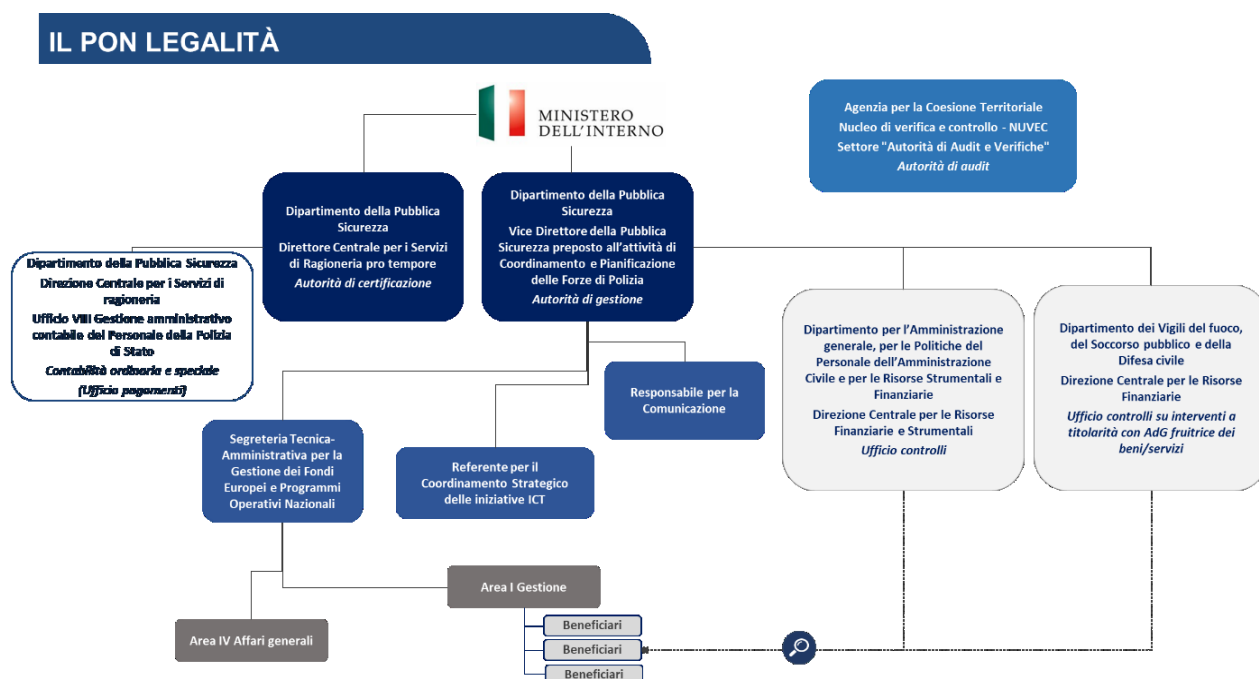 IL PON LEGALITÀ
MINISTERO
DELL'INTERNO
Agenzia per la Coesione Territoriale
Nucleo di verifica e controllo - NUVEC
Settore "Autorità di Audit e Verifiche"
Autorità di audit
Dipartimento della Pubblica
Sicurezza
Direttore Centrale per i Servizi
di Ragioneria pro tempore
Autorità di certificazione
Dipartimento della Pubblica
Sicurezza
Vice Direttore della Pubblica
Sicurezza preposto all'attività di
Coordinamento e Pianificazione
delle Forze di Polizia
Autorità di gestione
Dipartimento della Pubblica Sicurezza
Direzione Centrale per i Servizi di
ragioneria
Ufficio VIII Gestione amministrativo
contabile del Personale della Polizia
di Stato
Contabilità ordinaria e speciale
(Ufficio pagamenti)
Dipartimento per l'Amministrazione
generale, per le Politiche del
Personale dell'Amministrazione
Civile e per le Risorse Strumentali e
Finanziarie
Direzione Centrale per le Risorse
Finanziarie e Strumentali
Ufficio controlli
Dipartimento dei Vigili del fuoco,
del Soccorso pubblico e della
Difesa civile
Direzione Centrale per le Risorse
Finanziarie
Ufficio controlli su interventi a
titolarità con AdG fruitrice dei
beni/servizi
Responsabile per la
Comunicazione
Segreteria Tecnica-
Amministrativa per la
Gestione dei Fondi
Europei e Programmi
Operativi Nazionali
Referente per il
Coordinamento Strategico
delle iniziative ICT
Area I Gestione
Area IV Affari generali
Beneficiari
Beneficiari
Beneficiari